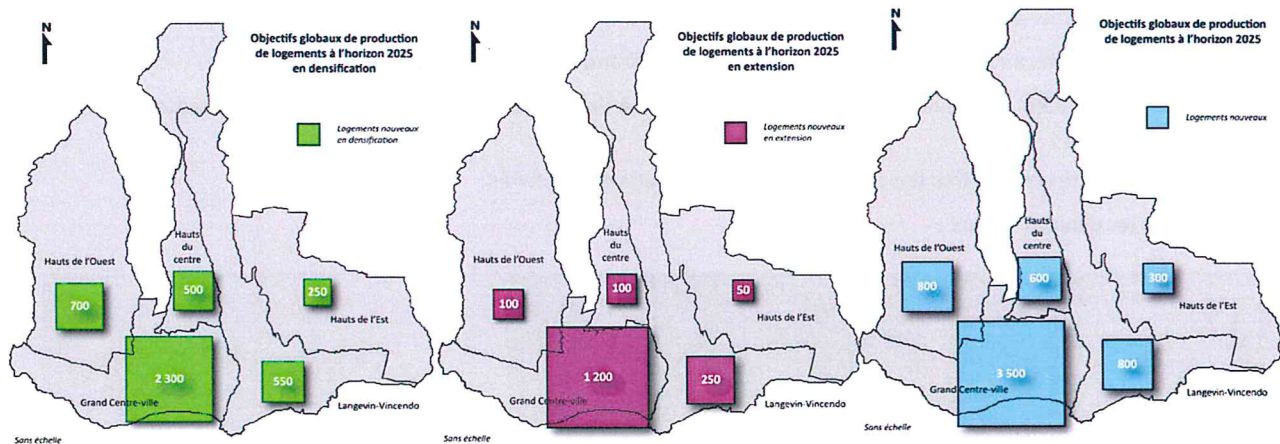 N
Objectifs globaux de production
de logements à l'horizon 2025
en densification
Logements nouveaux
en densification
Hauts
du
centre
Hauts de l'Ouest
500
250
700
Hauts de l'Est
2 300
550
Grand Centre-ville
Langevin-Vincendo
Sans échelle
N
Objectifs globaux de production
de logements à l'horizon 2025
en extension
Logements nouveaux
en extension
Hauts
du
centre
Hauts de l'Ouest
100
50
100
Hauts de l'Est
1 200
250
Grand Centre-ville
Langevin-Vincendo
Sans échelle
N
Objectifs globaux de production
de logements à l'horizon 2025
Logements nouveaux
Hauts
du
centre
Hauts de l'Ouest
600
300
800
Hauts de l'Est
3 500
800
Grand Centre-ville
Langevin-Vincendo
Sans échelle